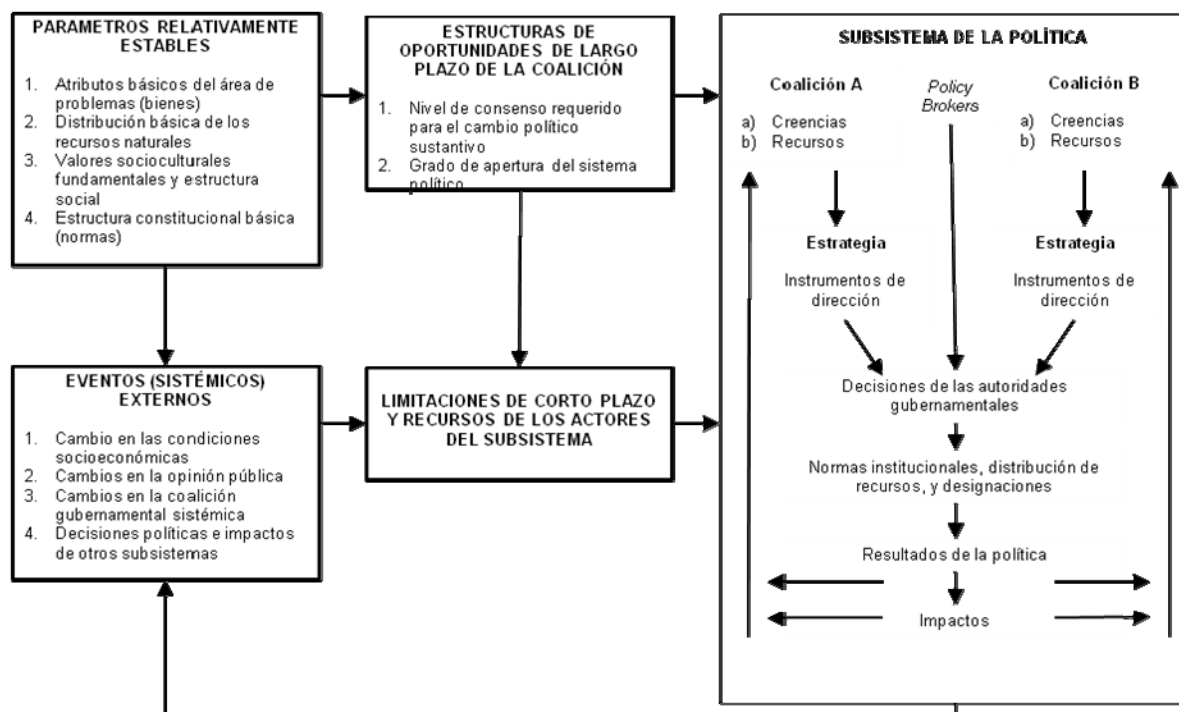 PARAMETROS RELATIVAMENTE
ESTABLES
1. Atributos básicos del área de
problemas (bienes)
2. Distribución básica de los
recursos naturales
3. Valores socioculturales
fundamentales y estructura
social
4. Estructura constitucional básica
(normas)
ESTRUCTURAS DE
OPORTUNIDADES DE LARGO
PLAZO DE LA COALICIÓN
1. Nivel de consenso requerido
para el cambio político
sustantivo
2. Grado de apertura del sistema
político
EVENTOS (SISTÉMICOS)
EXTERNOS
1. Cambio en las condiciones
socioeconómicas
2. Cambios en la opinión pública
3. Cambios en la coalición
gubernamental sistémica
4. Decisiones políticas e impactos
de otros subsistemas
LIMITACIONES DE CORTO PLAZO
Y RECURSOS DE LOS ACTORES
DEL SUBSISTEMA
SUBSISTEMA DE LA POLÍTICA
Coalición A
a) Creencias
b) Recursos
Estrategia
Instrumentos de
dirección
Policy
Brokers
Coalición B
a) Creencias
b) Recursos
Estrategia
Instrumentos de
dirección
Decisiones de las autoridades
gubernamentales
Normas institucionales, distribución de
recursos, y designaciones
Resultados de la política
Impactos